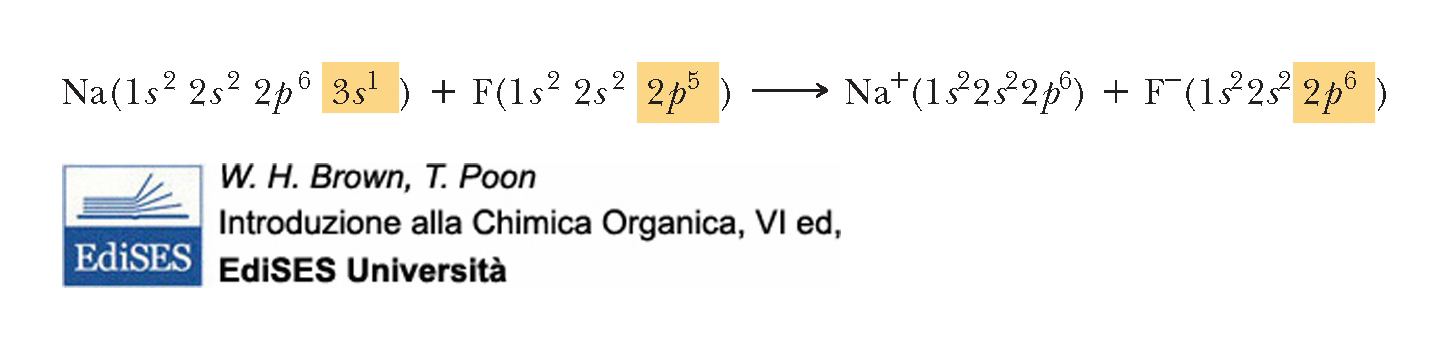 Na(1s² 2s² 2p⁶ 3s¹) + F(1s² 2s² 2p⁵) ⟶ Na⁺(1s²2s²2p⁶) + F⁻(1s²2s²2p⁶)
W. H. Brown, T. Poon
Introduzione alla Chimica Organica, VI ed,
EdiSES EdiSES Università